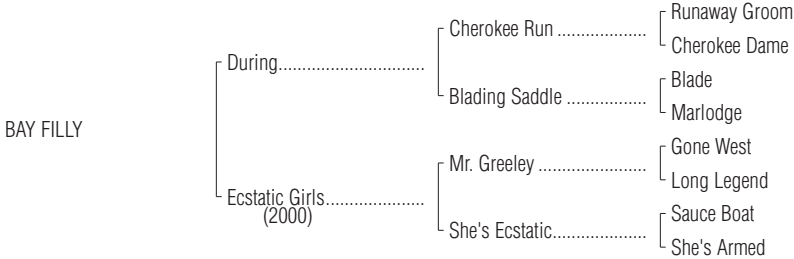 Runaway Groom
Cherokee Run ...................
Cherokee Dame
During..............................
Blade
Blading Saddle .................
Marlodge
BAY FILLY
Gone West
Mr. Greeley .......................
Long Legend
Ecstatic Girls.....................
(2000)
Sauce Boat
She's Ecstatic....................
She's Armed